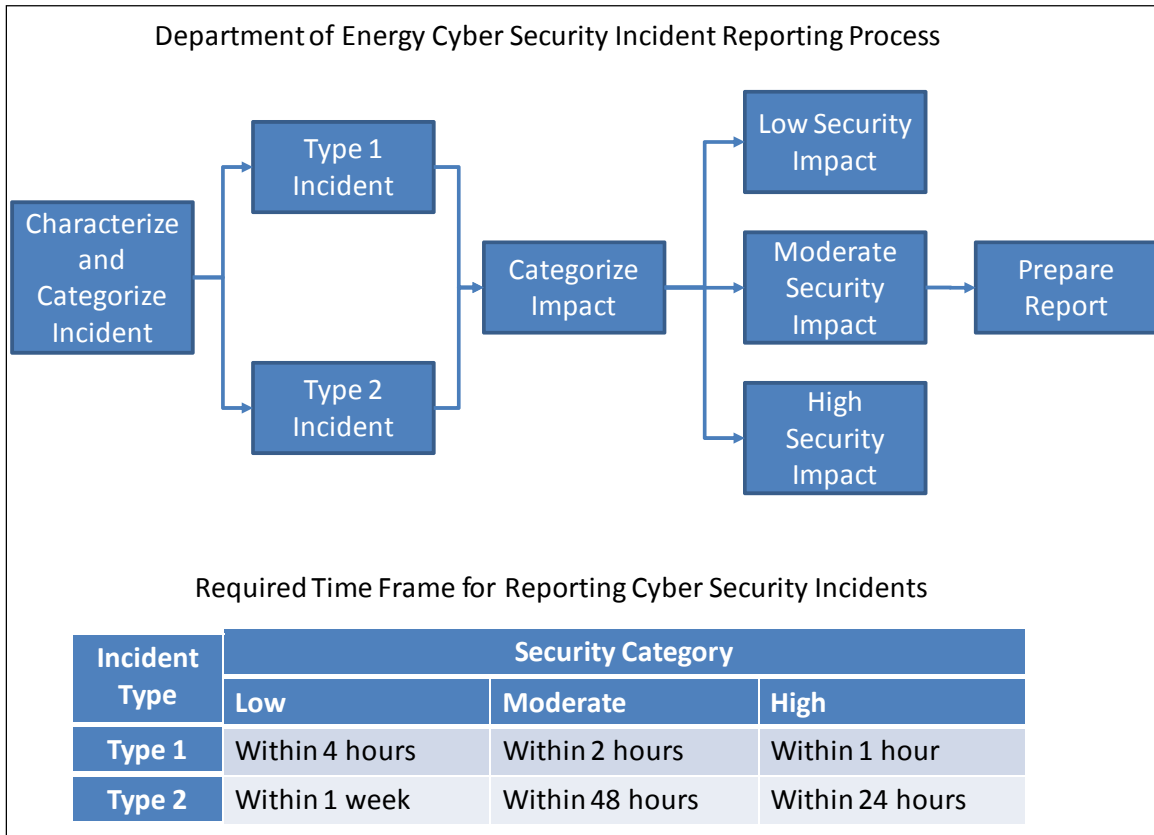 Department of Energy Cyber Security Incident Reporting Process
Characterize
and
Categorize
Incident
Type 1
Incident
Type 2
Incident
Categorize
Impact
Low Security
Impact
Moderate
Security
Impact
High
Security
Impact
Prepare
Report
Required Time Frame for Reporting Cyber Security Incidents
Incident
Type
Security Category
Low Moderate High
Type 1 Within 4 hours Within 2 hours Within 1 hour
Type 2 Within 1 week Within 48 hours Within 24 hours